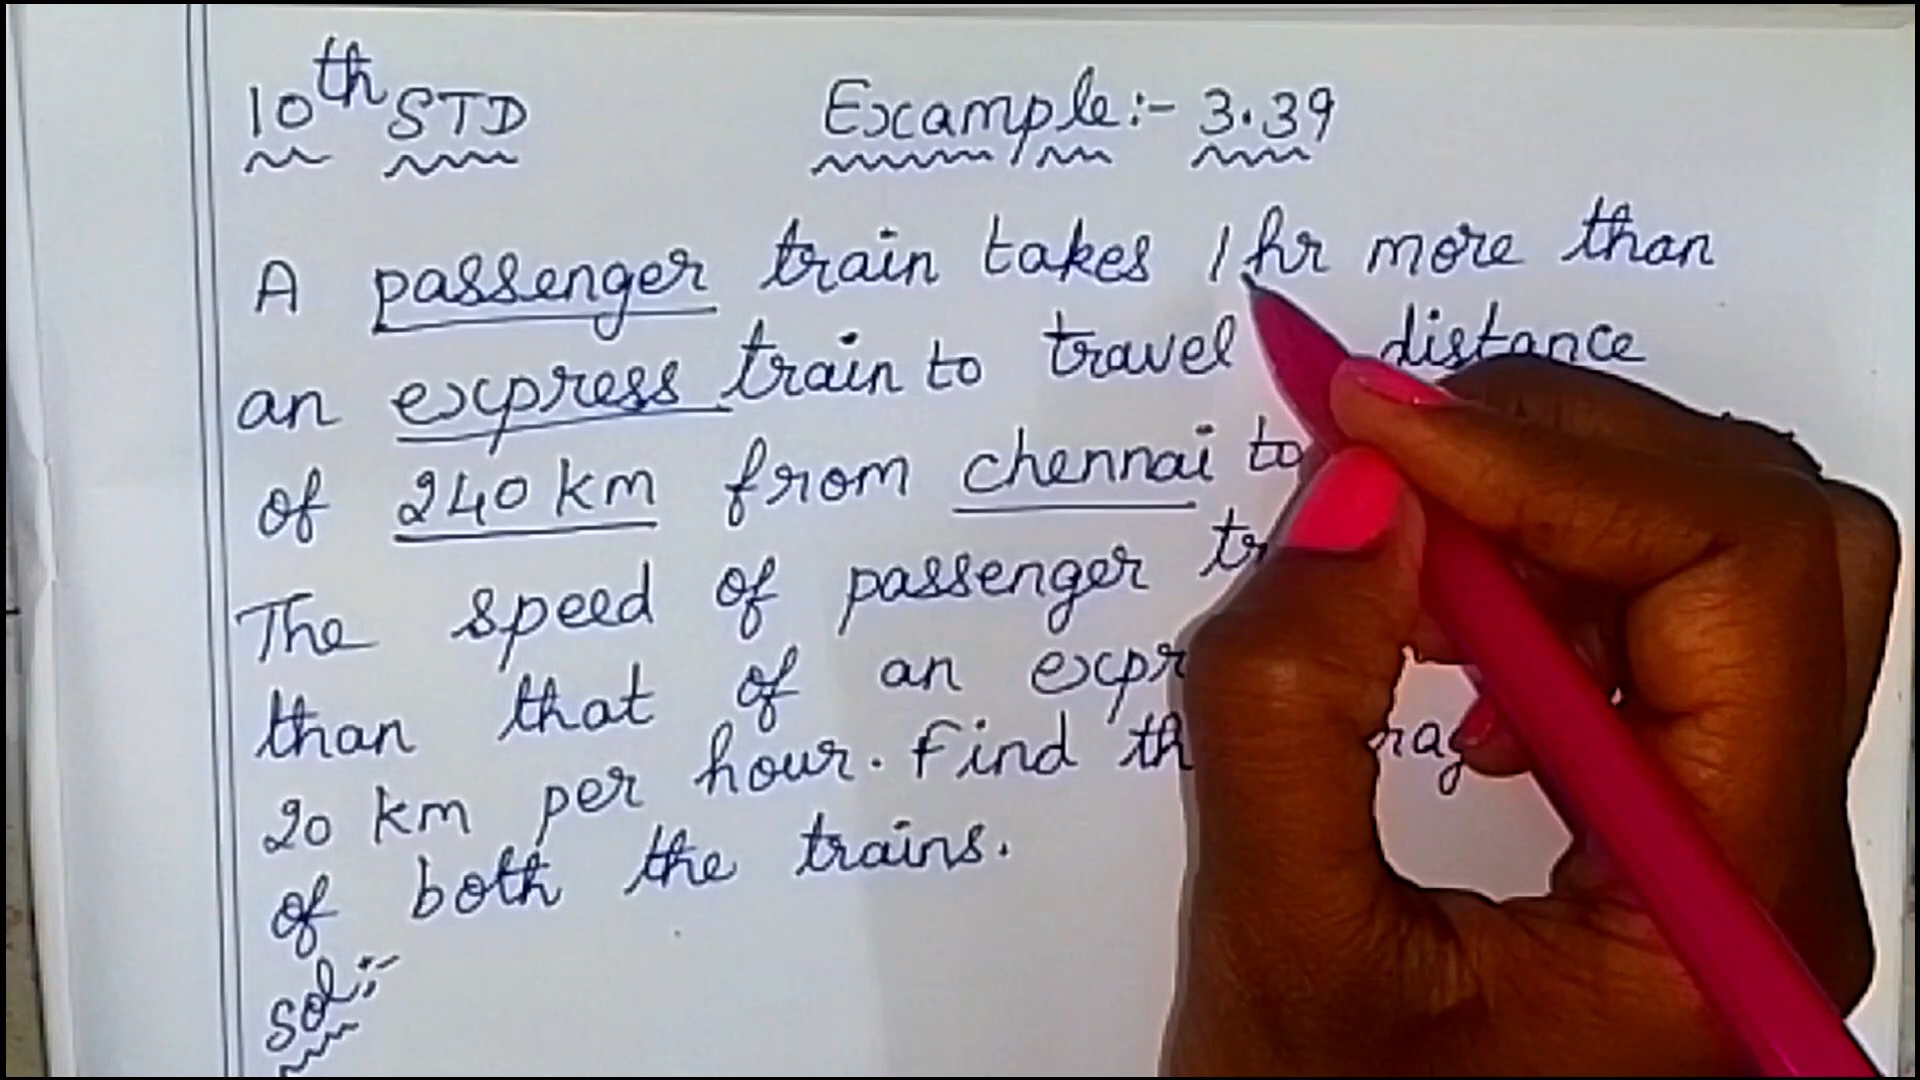 10th STD Example:- 3.39
A passenger train takes 1 hr more than
an express train to travel distance
of 240 km from chennai to
The speed of passenger
than that of an
20 km per hour. Find
of both the trains.
Sol:-